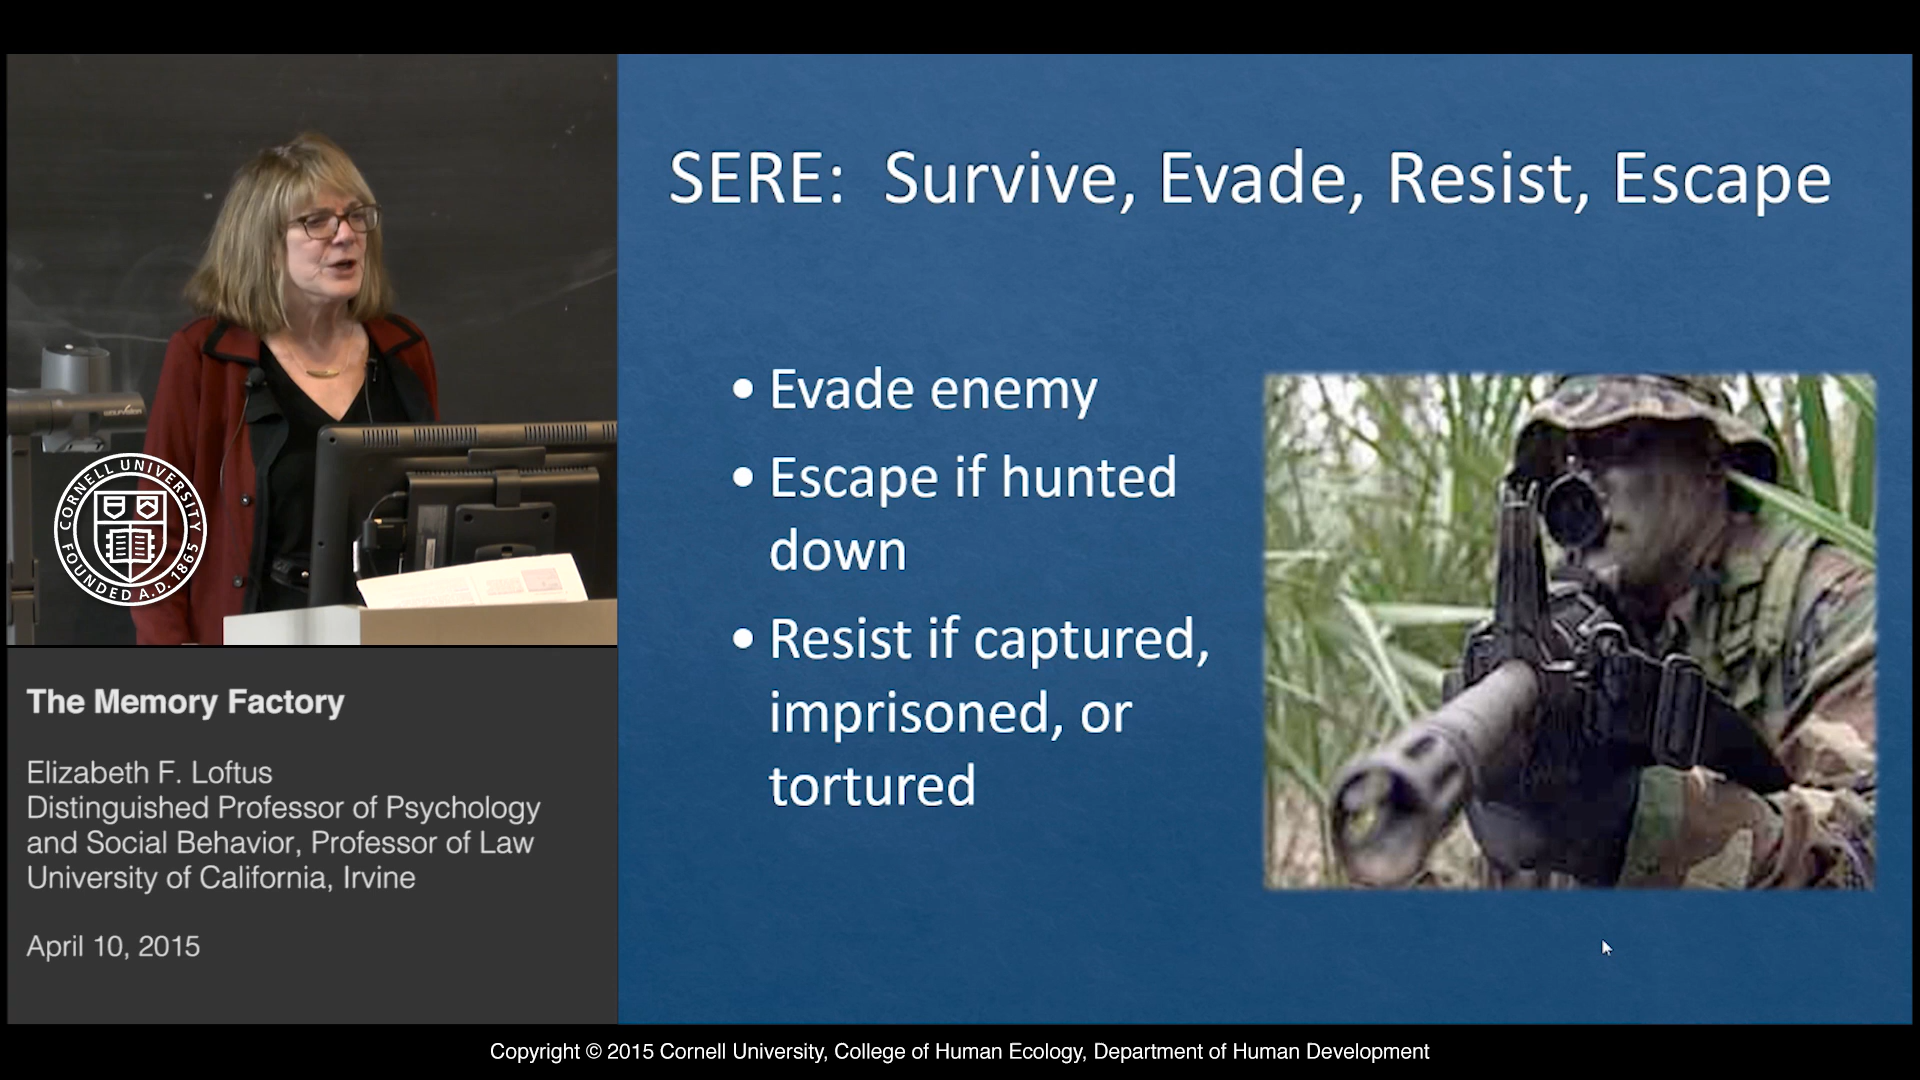 SERE: Survive, Evade, Resist, Escape
• Evade enemy
• Escape if hunted
down
• Resist if captured,
imprisoned, or
tortured
CORNELL UNIVERSITY
FOUNDED A.D. 1865
The Memory Factory
Elizabeth F. Loftus
Distinguished Professor of Psychology
and Social Behavior, Professor of Law
University of California, Irvine
April 10, 2015
Copyright © 2015 Cornell University, College of Human Ecology, Department of Human Development